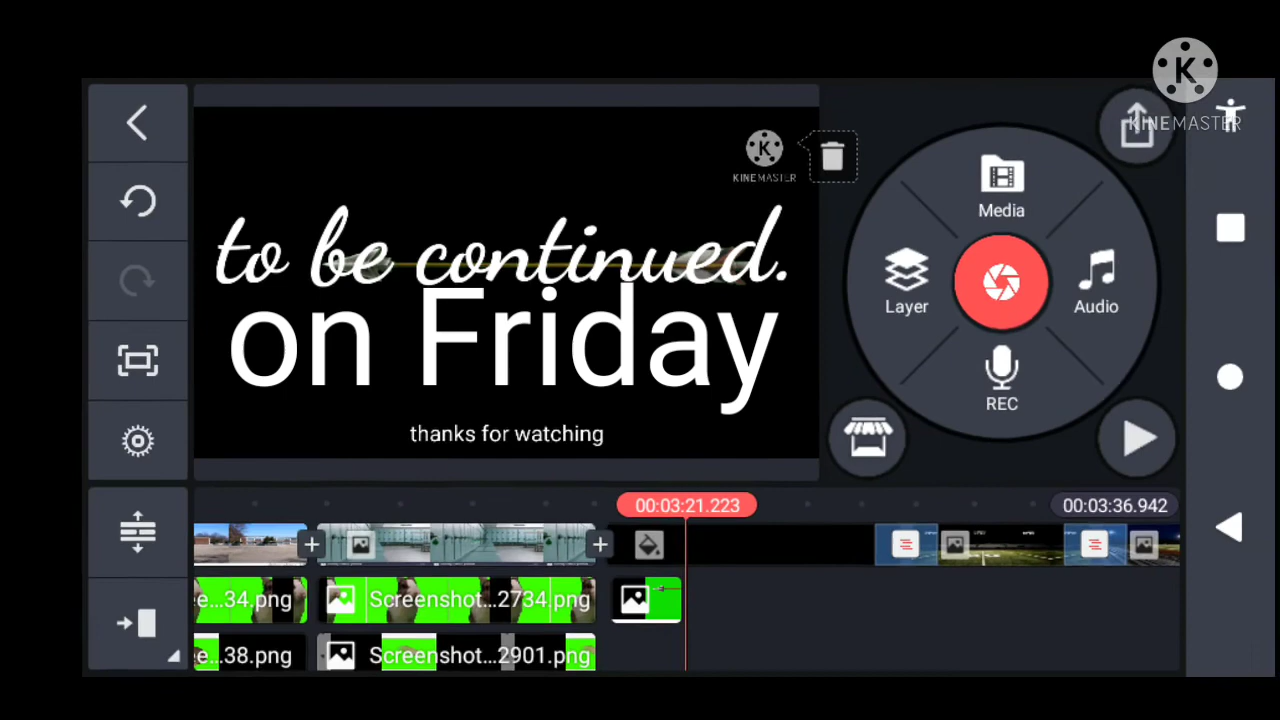 KINEMASTER
KINEMASTER
Media
to be continued.
Layer
Audio
on Friday
REC
thanks for watching
00:03:21.223
00:03:36.942
e...34.png
Screenshot...2734.png
e...38.png
Screenshot...2901.png